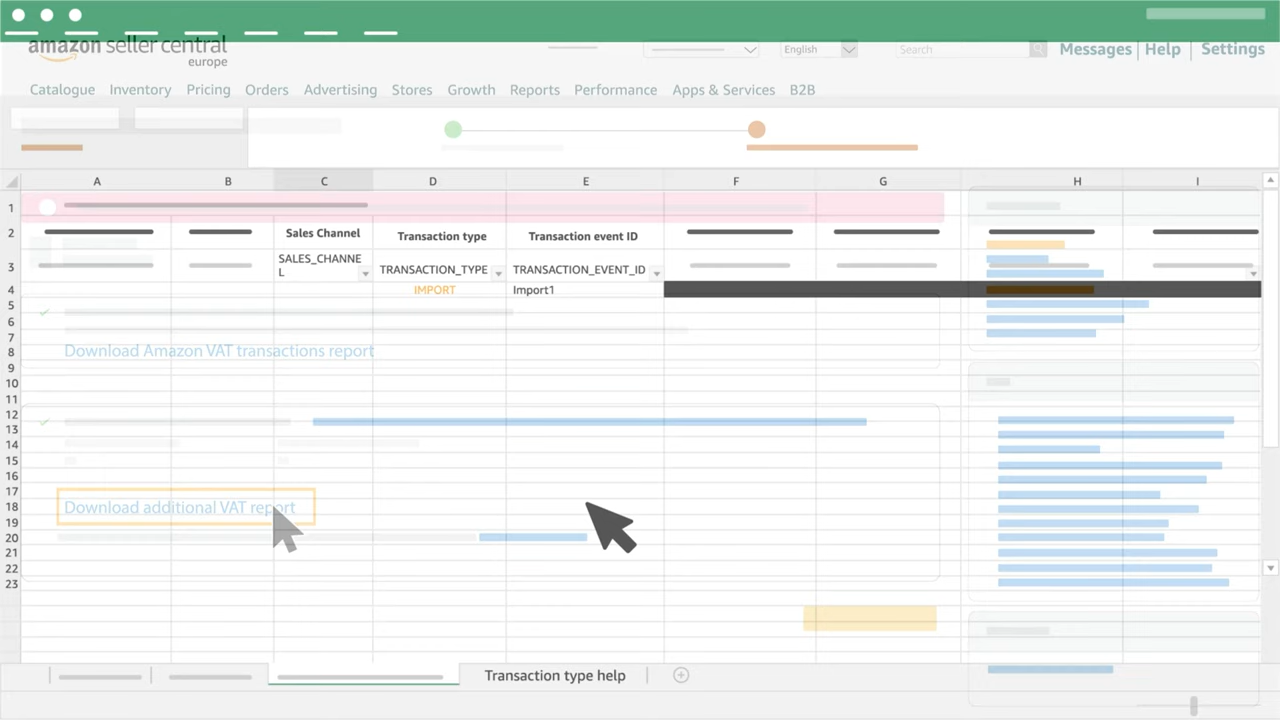 amazon seller central
europe
English
Search
Messages | Help | Settings
Catalogue Inventory Pricing Orders Advertising Stores Growth Reports Performance Apps & Services B2B
A B C D E F G H I
1
2 Sales Channel Transaction type Transaction event ID
3 SALES_CHANNE
L TRANSACTION_TYPE TRANSACTION_EVENT_ID
4 IMPORT Import1
5
6
7
8 Download Amazon VAT transactions report
9
10
11
12
13
14
15
16
17
18 Download additional VAT report
19
20
21
22
23
Transaction type help